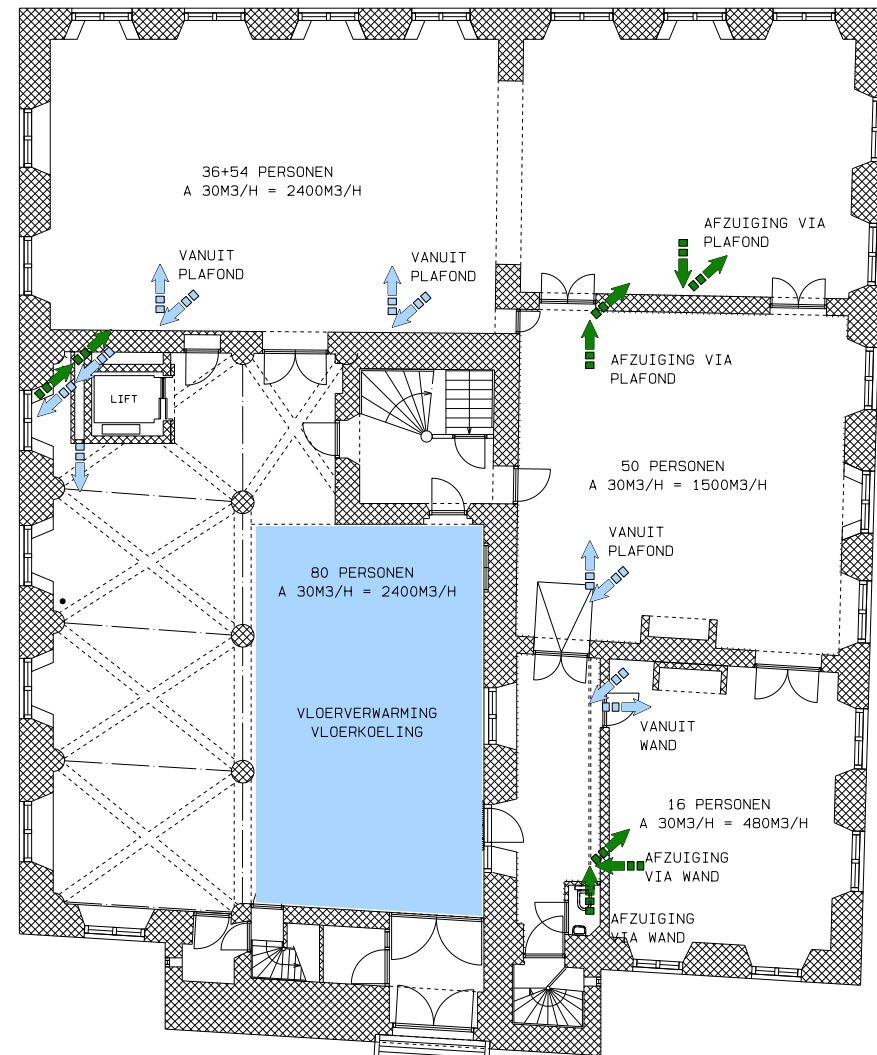 36+54 PERSONEN
A 30M3/H = 2400M3/H
AFZUIGING VIA
PLAFOND
VANUIT
PLAFOND
VANUIT
PLAFOND
AFZUIGING VIA
PLAFOND
LIFT
50 PERSONEN
A 30M3/H = 1500M3/H
VANUIT
PLAFOND
80 PERSONEN
A 30M3/H = 2400M3/H
VLOERVERWARMING
VLOERKOELING
VANUIT
WAND
16 PERSONEN
A 30M3/H = 480M3/H
AFZUIGING
VIA WAND
AFZUIGING
VIA WAND